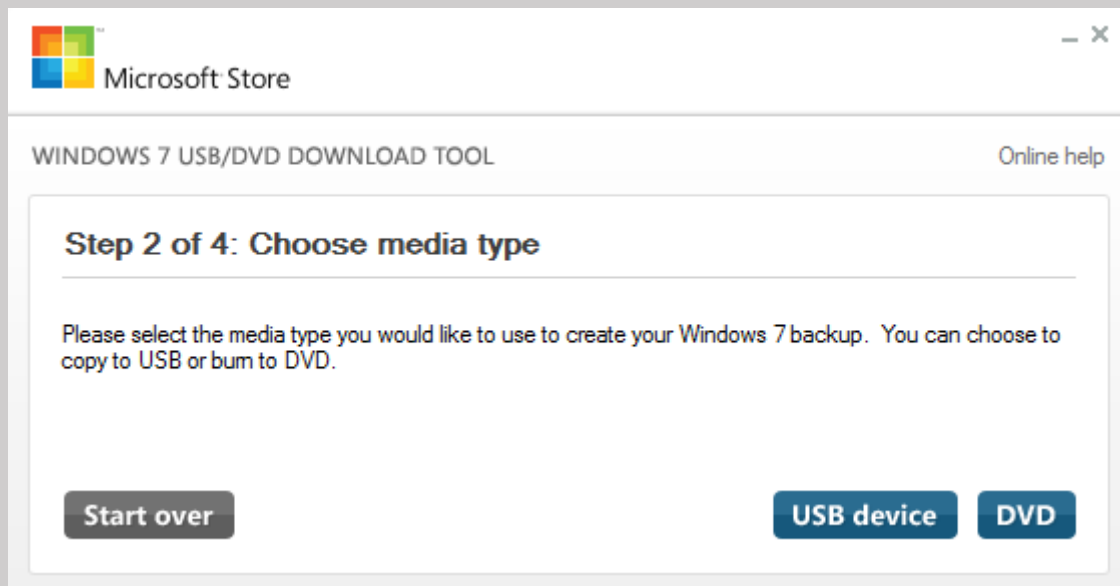 Microsoft Store
WINDOWS 7 USB/DVD DOWNLOAD TOOL
Online help
Step 2 of 4: Choose media type
Please select the media type you would like to use to create your Windows 7 backup.  You can choose to
copy to USB or burn to DVD.
Start over
USB device
DVD